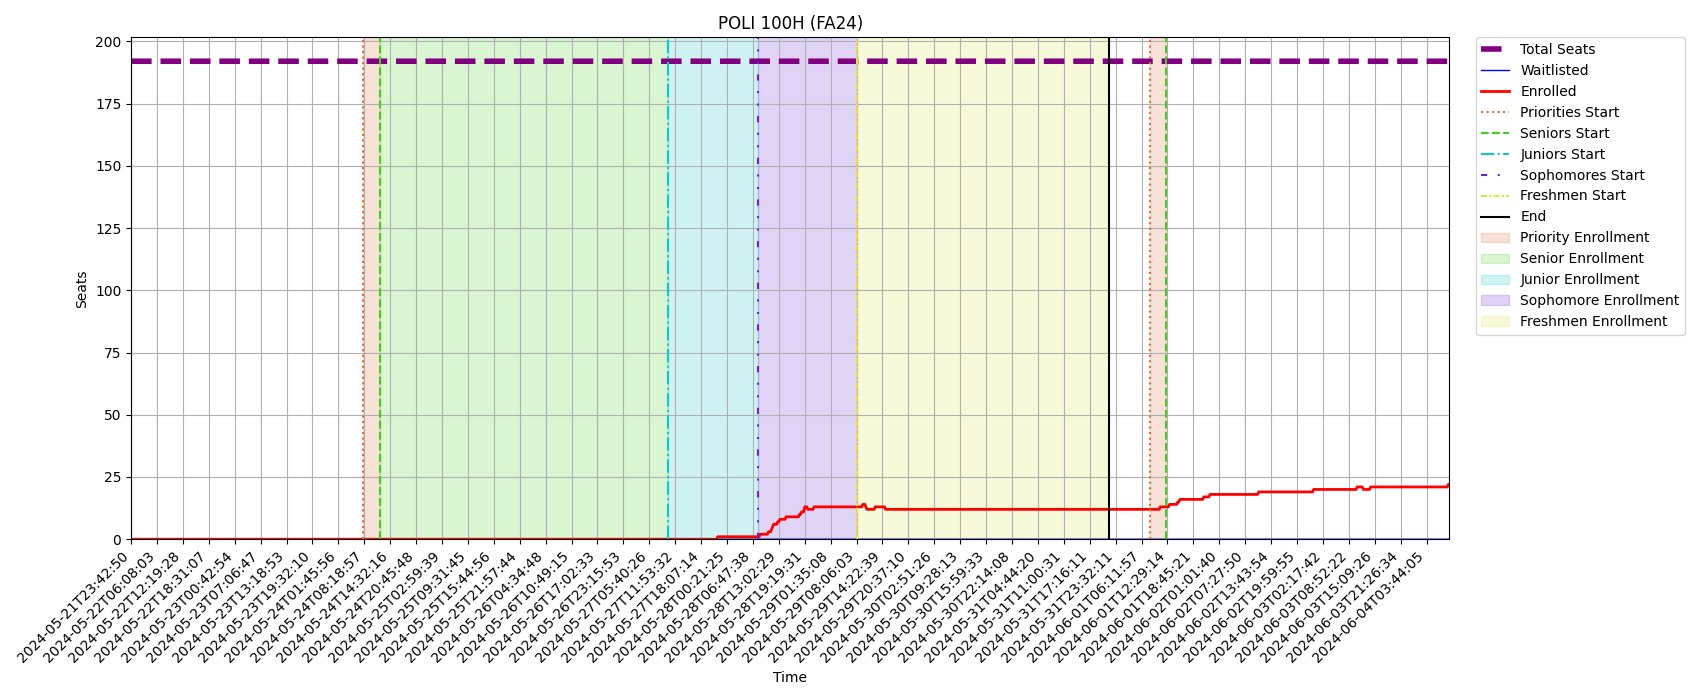 POLI 100H (FA24)
200
175
150
125
100
75
50
25
0
Seats
2024-05-21T23:42:50
2024-05-22T06:08:03
2024-05-22T12:19:28
2024-05-22T18:31:07
2024-05-23T00:42:54
2024-05-23T07:06:47
2024-05-23T13:18:53
2024-05-23T19:32:10
2024-05-24T01:45:56
2024-05-24T08:18:57
2024-05-24T14:32:16
2024-05-24T20:45:48
2024-05-25T02:59:39
2024-05-25T09:31:45
2024-05-25T15:44:56
2024-05-25T21:57:44
2024-05-26T04:34:48
2024-05-26T10:49:15
2024-05-26T17:02:33
2024-05-26T23:15:53
2024-05-27T05:40:26
2024-05-27T11:53:32
2024-05-27T18:07:14
2024-05-28T00:21:25
2024-05-28T06:47:38
2024-05-28T13:02:29
2024-05-28T19:19:31
2024-05-29T01:35:08
2024-05-29T08:06:03
2024-05-29T14:22:39
2024-05-29T20:37:10
2024-05-30T02:51:26
2024-05-30T09:28:13
2024-05-30T15:59:33
2024-05-30T22:14:08
2024-05-31T04:44:20
2024-05-31T11:00:31
2024-05-31T17:16:11
2024-05-31T23:32:11
2024-06-01T06:11:57
2024-06-01T12:29:14
2024-06-01T18:45:21
2024-06-02T01:01:40
2024-06-02T07:27:50
2024-06-02T13:43:54
2024-06-02T19:59:55
2024-06-03T02:17:42
2024-06-03T08:52:22
2024-06-03T15:09:26
2024-06-03T21:26:34
2024-06-04T03:44:05
Time
Total Seats
Waitlisted
Enrolled
Priorities Start
Seniors Start
Juniors Start
Sophomores Start
Freshmen Start
End
Priority Enrollment
Senior Enrollment
Junior Enrollment
Sophomore Enrollment
Freshmen Enrollment